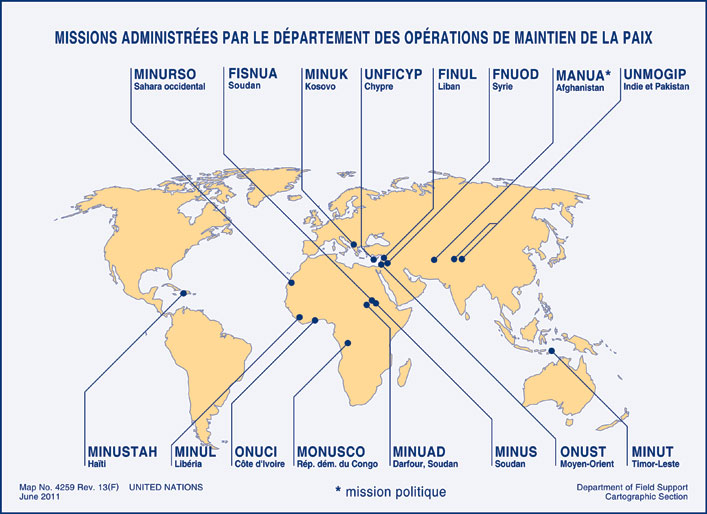 MISSIONS ADMINISTRÉES PAR LE DÉPARTEMENT DES OPÉRATIONS DE MAINTIEN DE LA PAIX
MINURSO
Sahara occidental
FISNUA
Soudan
MINUK
Kosovo
UNFICYP
Chypre
FINUL
Liban
FNUOD
Syrie
MANUA*
Afghanistan
UNMOGIP
Indie et Pakistan
MINUSTAH
Haïti
MINUL
Libéria
ONUCI
Côte d'Ivoire
MONUSCO
Rép. dém. du Congo
MINUAD
Darfour, Soudan
MINUS
Soudan
ONUST
Moyen-Orient
MINUT
Timor-Leste
Map No. 4259 Rev. 13(F) UNITED NATIONS
June 2011
* mission politique
Department of Field Support
Cartographic Section